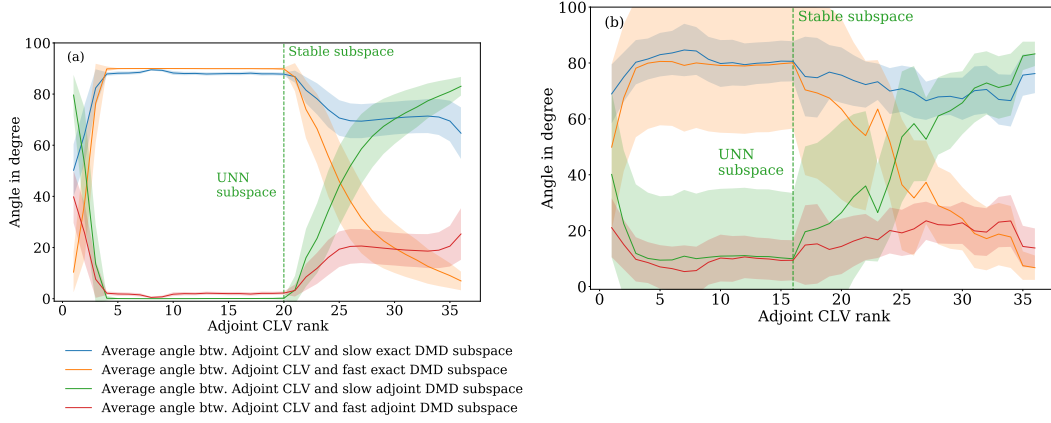 (a)
Stable subspace
UNN
subspace
Angle in degree
100
80
60
40
20
0
0
5
10
15
20
25
30
35
Adjoint CLV rank
(b)
Stable subspace
UNN
subspace
Angle in degree
100
80
60
40
20
0
0
5
10
15
20
25
30
35
Adjoint CLV rank
Average angle btw. Adjoint CLV and slow exact DMD subspace
Average angle btw. Adjoint CLV and fast exact DMD subspace
Average angle btw. Adjoint CLV and slow adjoint DMD subspace
Average angle btw. Adjoint CLV and fast adjoint DMD subspace